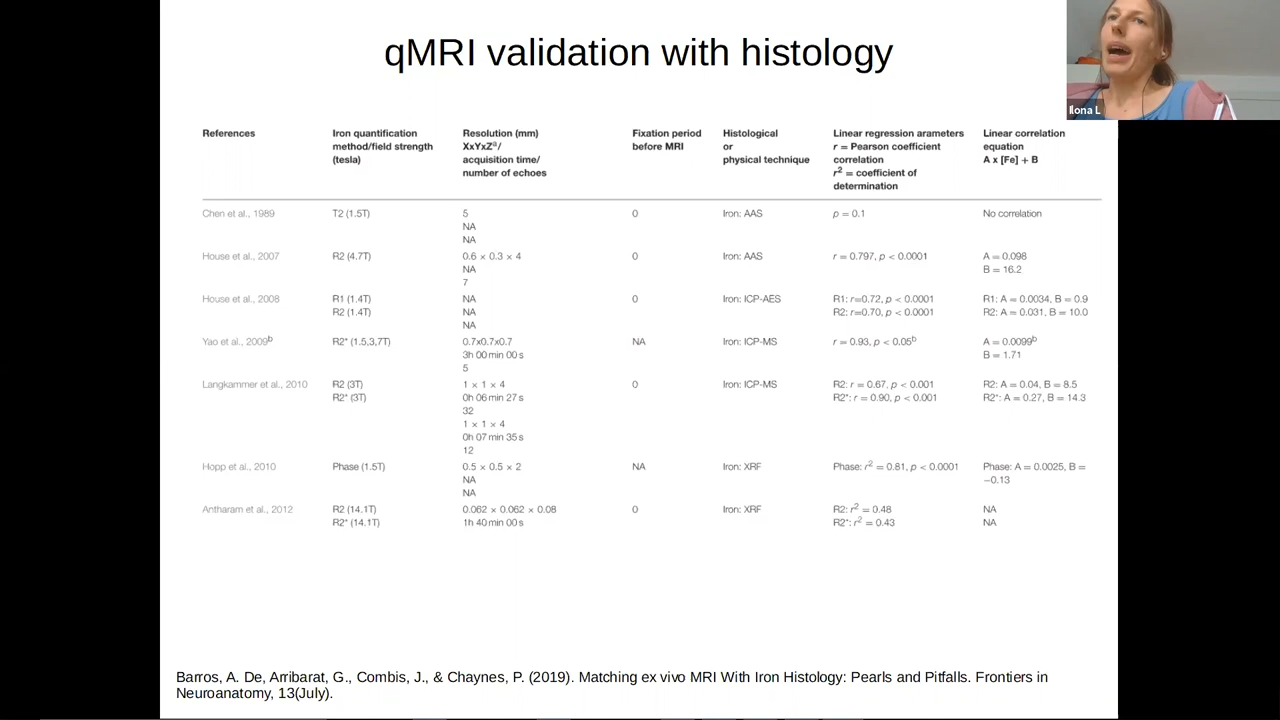 qMRI validation with histology
Ilona L
References
Iron quantification
method/field strength
(tesla)
Resolution (mm)
XxYxZᵃ/
acquisition time/
number of echoes
Fixation period
before MRI
Histological
or
physical technique
Linear regression arameters
r = Pearson coefficient
correlation
r² = coefficient of
determination
Linear correlation
equation
A x [Fe] + B
Chen et al., 1989
T2 (1.5T)
5
NA
NA
0
Iron: AAS
p = 0.1
No correlation
House et al., 2007
R2 (4.7T)
0.6 × 0.3 × 4
NA
7
0
Iron: AAS
r = 0.797, p < 0.0001
A = 0.098
B = 16.2
House et al., 2008
R1 (1.4T)
R2 (1.4T)
NA
NA
NA
0
Iron: ICP-AES
R1: r=0.72, p < 0.0001
R2: r=0.70, p < 0.0001
R1: A = 0.0034, B = 0.9
R2: A = 0.031, B = 10.0
Yao et al., 2009ᵇ
R2* (1.5,3,7T)
0.7x0.7x0.7
3h 00 min 00 s
5
NA
Iron: ICP-MS
r = 0.93, p < 0.05ᵇ
A = 0.0099ᵇ
B = 1.71
Langkammer et al., 2010
R2 (3T)
R2* (3T)
1 × 1 × 4
0h 06 min 27 s
32
1 × 1 × 4
0h 07 min 35 s
12
0
Iron: ICP-MS
R2: r = 0.67, p < 0.001
R2*: r = 0.90, p < 0.001
R2: A = 0.04, B = 8.5
R2*: A = 0.27, B = 14.3
Hopp et al., 2010
Phase (1.5T)
0.5 × 0.5 × 2
NA
NA
NA
Iron: XRF
Phase: r² = 0.81, p < 0.0001
Phase: A = 0.0025, B =
−0.13
Antharam et al., 2012
R2 (14.1T)
R2* (14.1T)
0.062 × 0.062 × 0.08
1h 40 min 00 s
0
Iron: XRF
R2: r² = 0.48
R2*: r² = 0.43
NA
NA
Barros, A. De, Arribarat, G., Combis, J., & Chaynes, P. (2019). Matching ex vivo MRI With Iron Histology: Pearls and Pitfalls. Frontiers in
Neuroanatomy, 13(July).